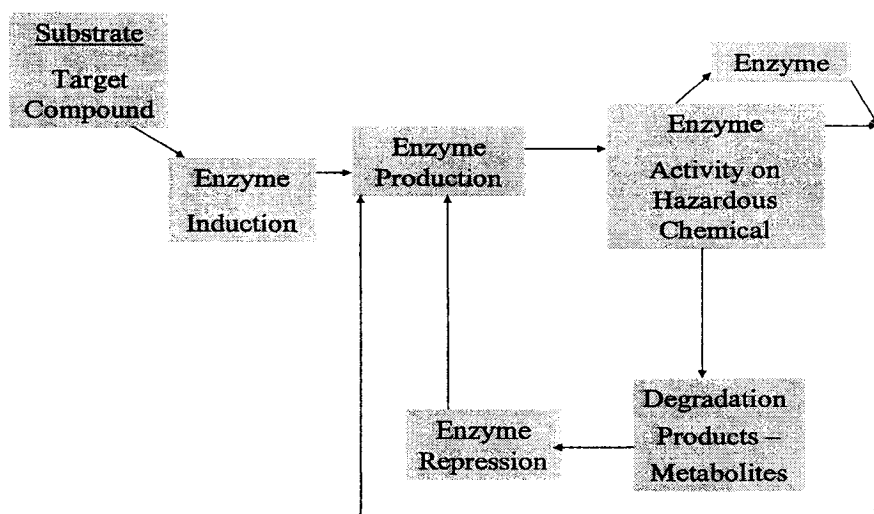 Substrate
Target
Compound
Enzyme
Induction
Enzyme
Production
Enzyme
Enzyme
Activity on
Hazardous
Chemical
Degradation
Products –
Metabolites
Enzyme
Repression